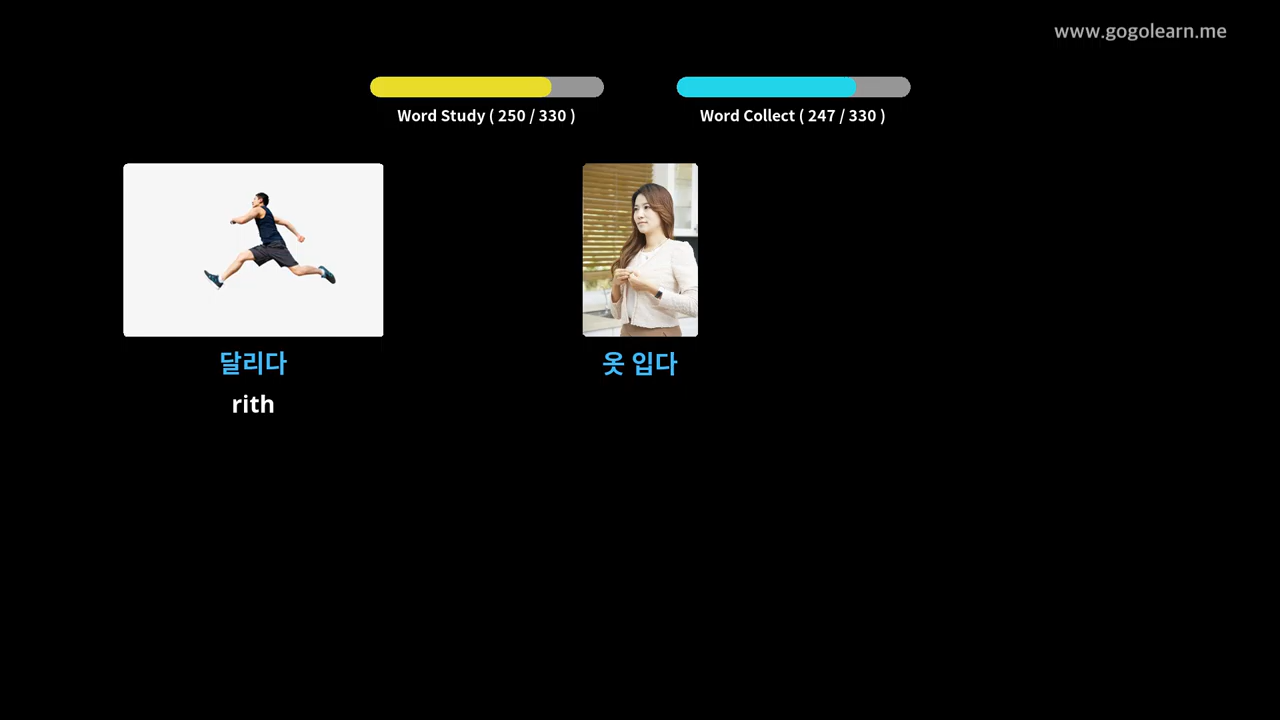 www.gogolearn.me
Word Study ( 250 / 330 )
Word Collect ( 247 / 330 )
달리다
옷 입다
rith